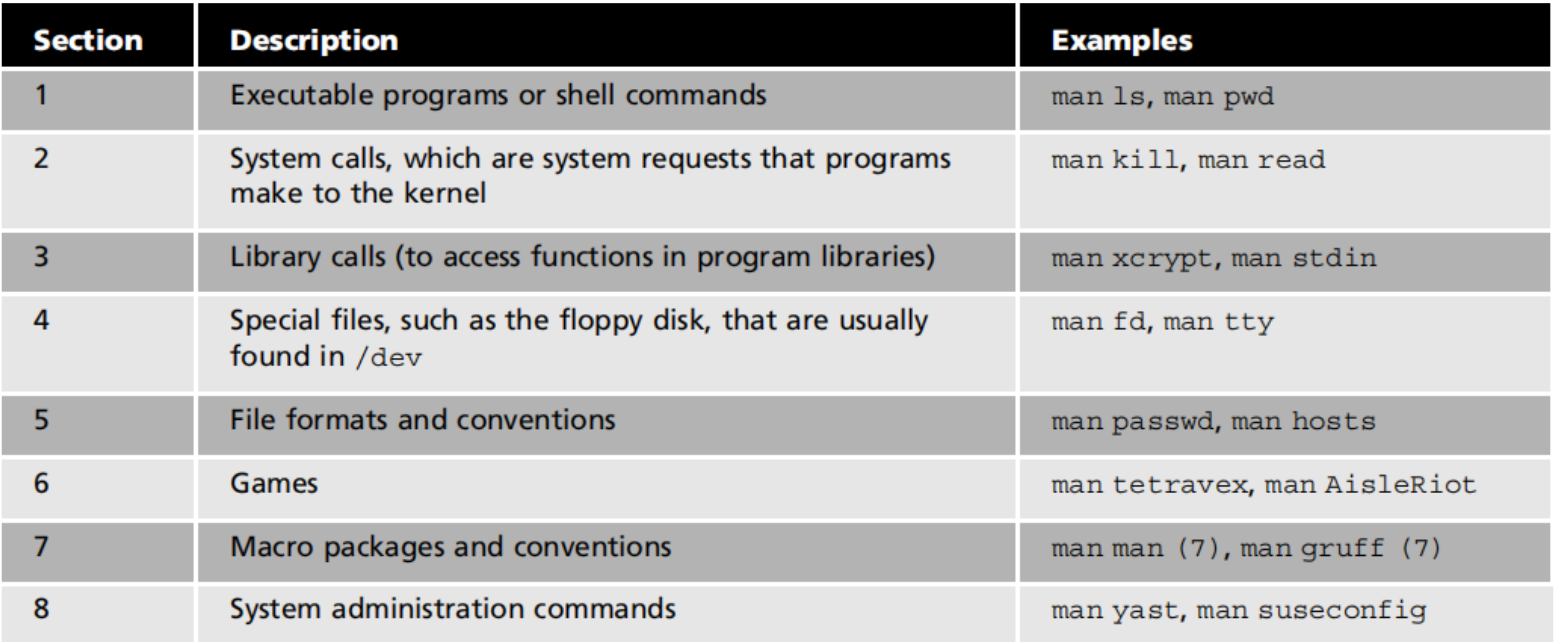 Section Description Examples
1 Executable programs or shell commands man ls, man pwd
2 System calls, which are system requests that programs man kill, man read
make to the kernel
3 Library calls (to access functions in program libraries) man xcrypt, man stdin
4 Special files, such as the floppy disk, that are usually man fd, man tty
found in /dev
5 File formats and conventions man passwd, man hosts
6 Games man tetravex, man AisleRiot
7 Macro packages and conventions man man (7), man gruff (7)
8 System administration commands man yast, man suseconfig